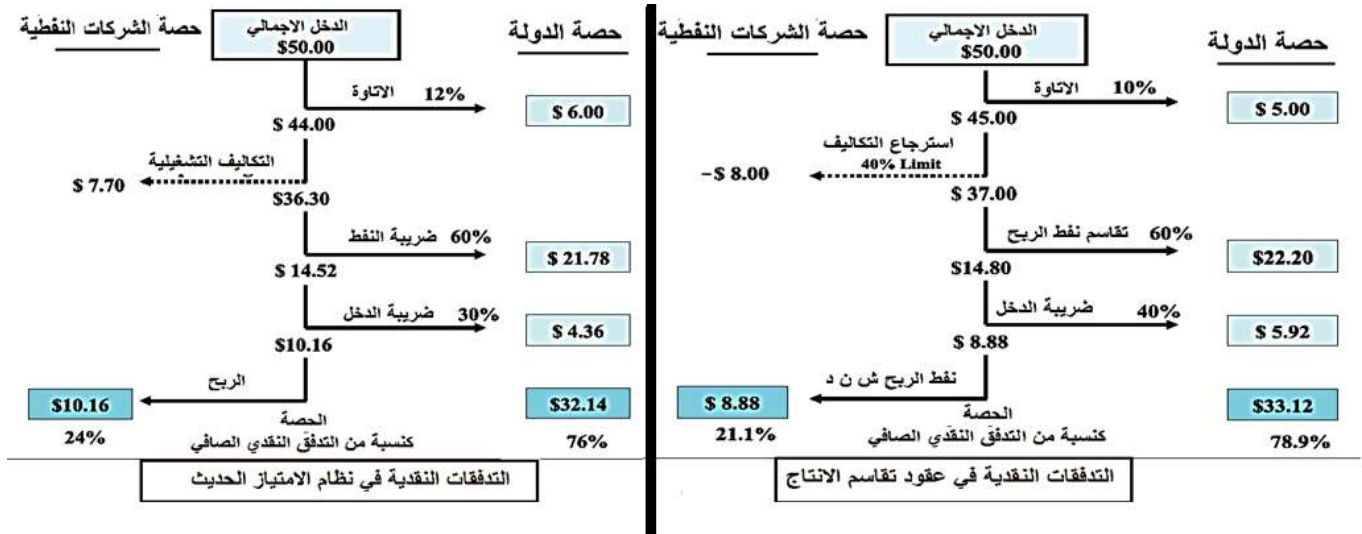 حصة الدولة
الدخل الاجمالي
$50.00
حصة الشركات النفطية
الاتاوة 10%
$ 5.00
$ 45.00
استرجاع التكاليف
40% Limit
–$ 8.00
$ 37.00
تقاسم نفط الربح 60%
$22.20
$14.80
ضريبة الدخل 40%
$ 5.92
$ 8.88
نفط الربح ش ن د
$ 8.88
$33.12
الحصة
كنسبة من التدفق النقدي الصافي
21.1%
78.9%
التدفقات النقدية في عقود تقاسم الانتاج
حصة الدولة
الدخل الاجمالي
$50.00
حصة الشركات النفطية
الاتاوة 12%
$ 6.00
$ 44.00
التكاليف التشغيلية
$ 7.70
$36.30
ضريبة النفط 60%
$ 21.78
$ 14.52
ضريبة الدخل 30%
$ 4.36
$10.16
الربح
$10.16
$32.14
الحصة
كنسبة من التدفق النقدي الصافي
24%
76%
التدفقات النقدية في نظام الامتياز الحديث